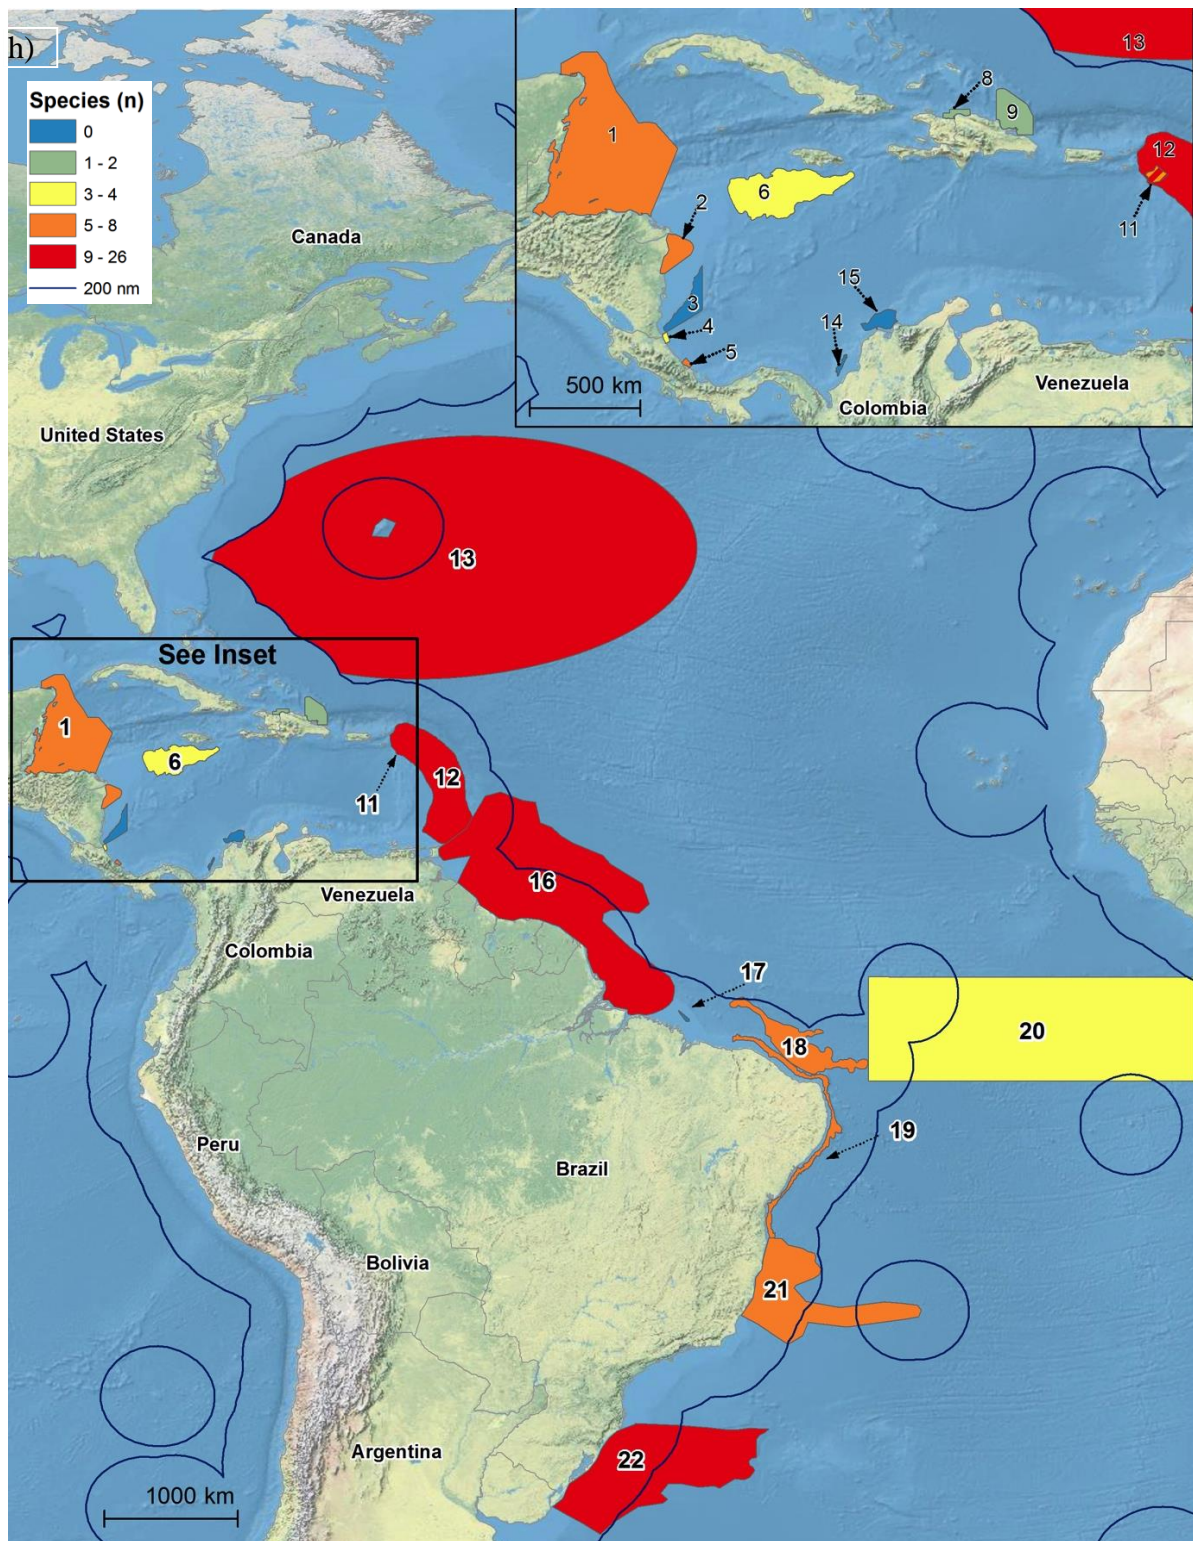 h)
Species (n)
0
1 - 2
3 - 4
5 - 8
9 - 26
200 nm
13
8
9
1
12
6
2
11
3
15
4
14
5
500 km
Venezuela
Colombia
Canada
United States
13
See Inset
1
6
12
11
16
Venezuela
Colombia
17
20
18
19
Peru
Brazil
Bolivia
21
Argentina
22
1000 km